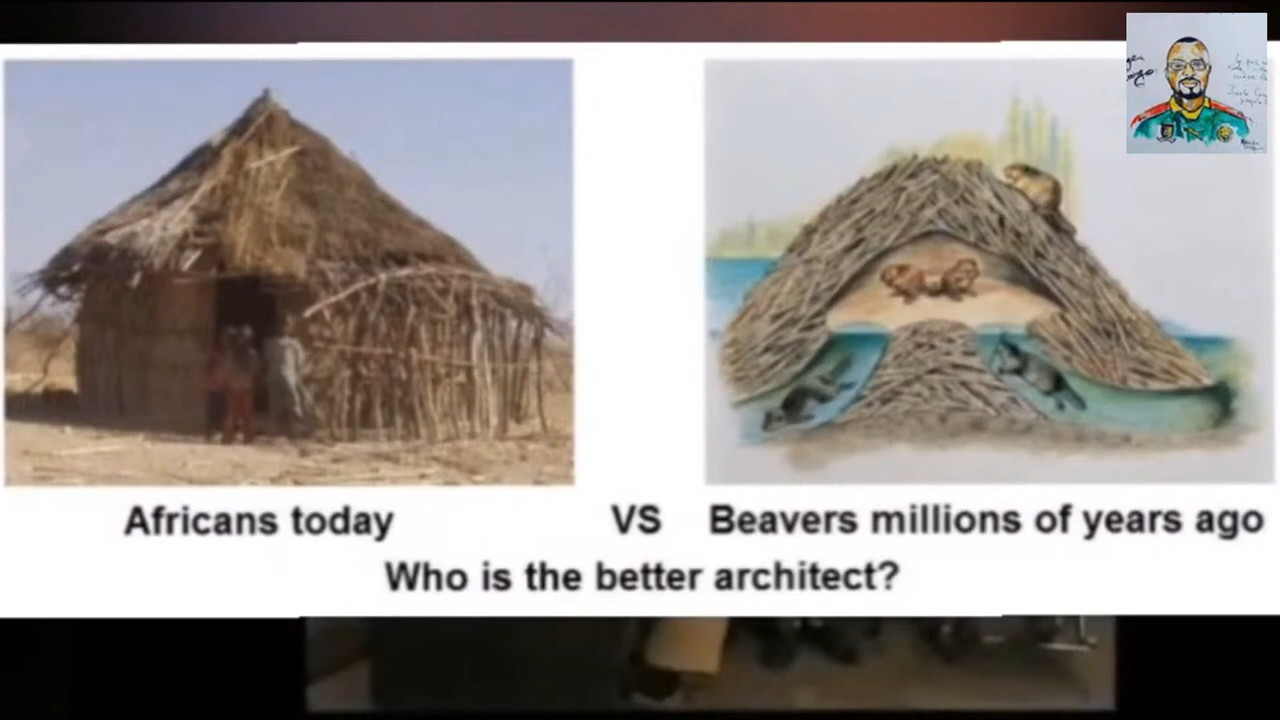 Africans today VS Beavers millions of years ago
Who is the better architect?